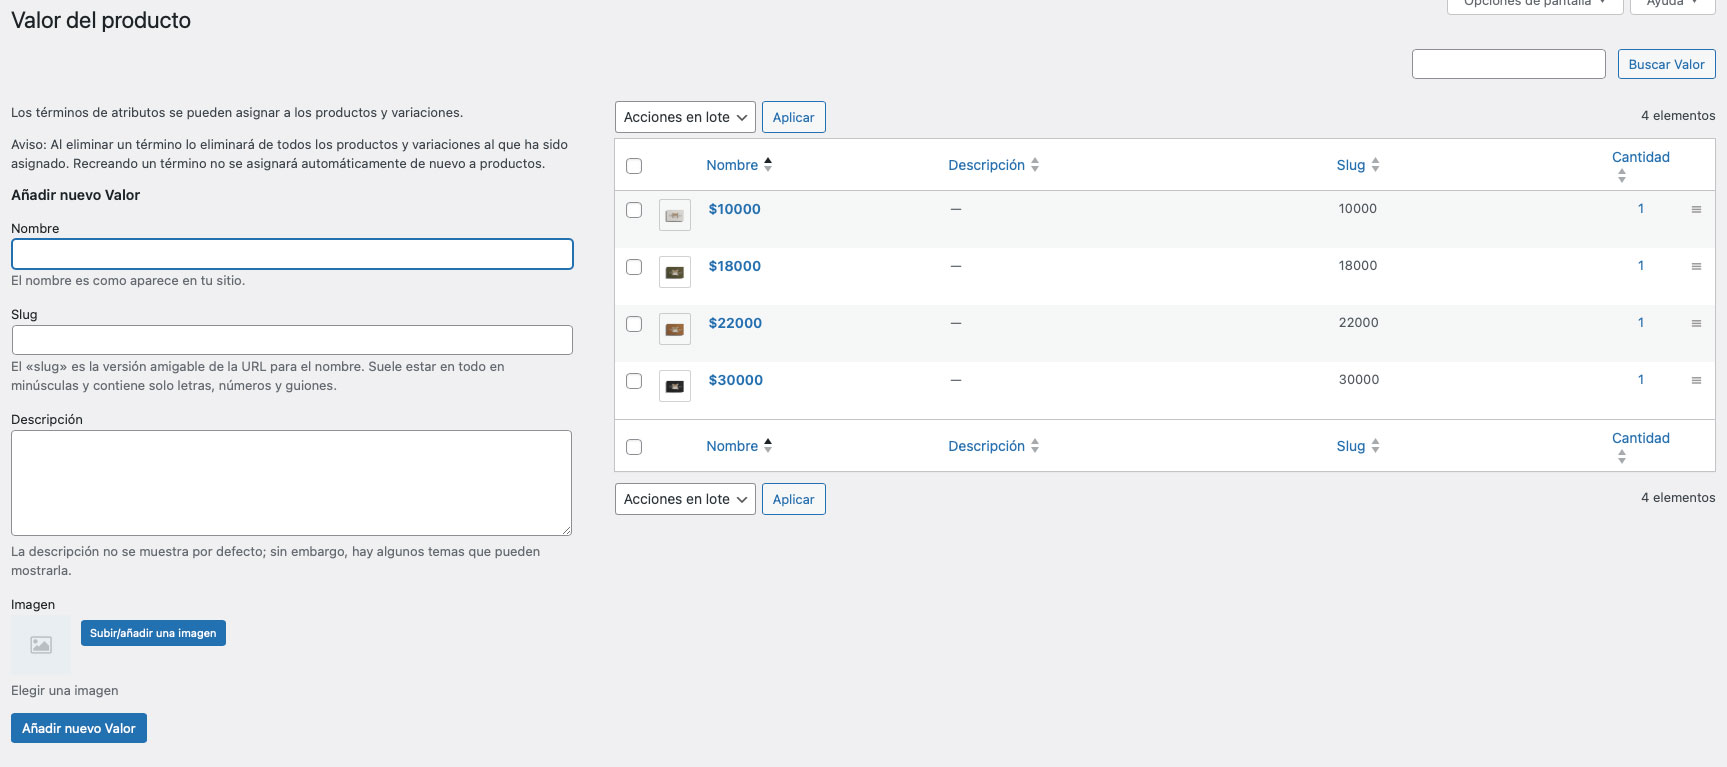 Valor del producto
Opciones de pantalla
Ayuda
Buscar Valor
Los términos de atributos se pueden asignar a los productos y variaciones.
Aviso: Al eliminar un término lo eliminará de todos los productos y variaciones al que ha sido
asignado. Recreando un término no se asignará automáticamente de nuevo a productos.
Añadir nuevo Valor
Nombre
El nombre es como aparece en tu sitio.
Slug
El «slug» es la versión amigable de la URL para el nombre. Suele estar en todo en
minúsculas y contiene solo letras, números y guiones.
Descripción
La descripción no se muestra por defecto; sin embargo, hay algunos temas que pueden
mostrarla.
Imagen
Subir/añadir una imagen
Elegir una imagen
Añadir nuevo Valor
Acciones en lote Aplicar 4 elementos
Nombre Descripción Slug Cantidad
$10000 — 10000 1
$18000 — 18000 1
$22000 — 22000 1
$30000 — 30000 1
Nombre Descripción Slug Cantidad
Acciones en lote Aplicar 4 elementos